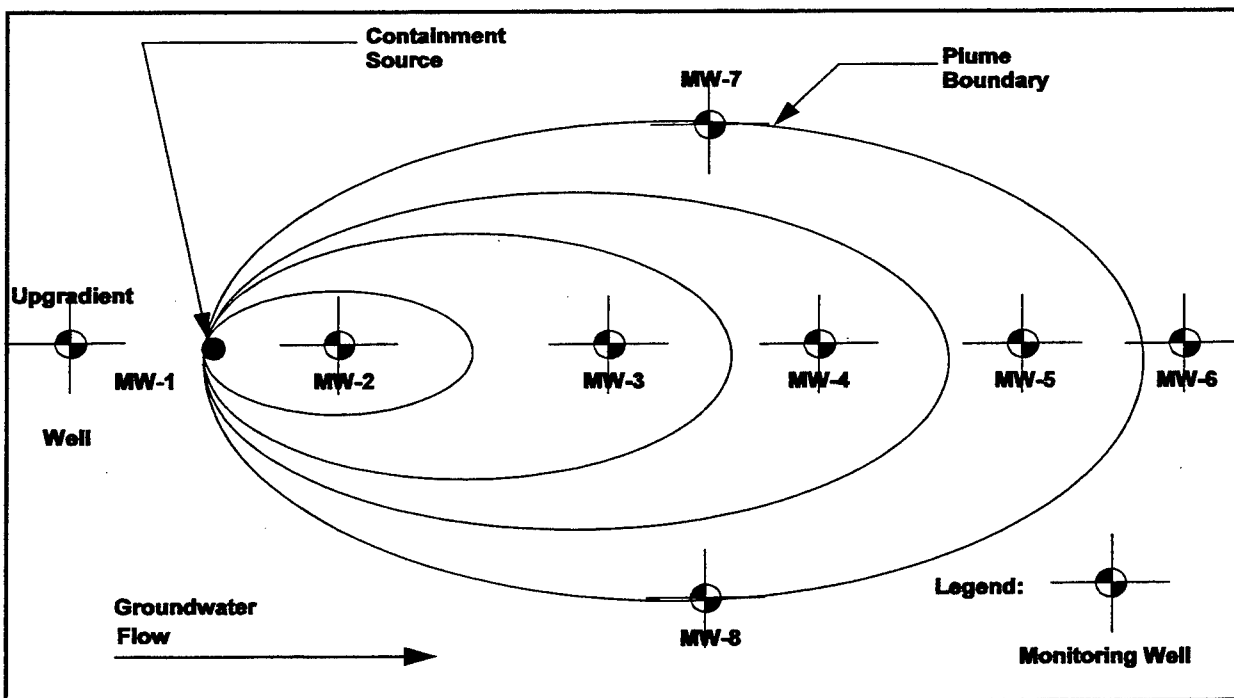 Containment
Source
MW-7
Plume
Boundary
Upgradient
MW-1
MW-2
MW-3
MW-4
MW-5
MW-6
Well
Groundwater
Flow
MW-8
Legend:
Monitoring Well